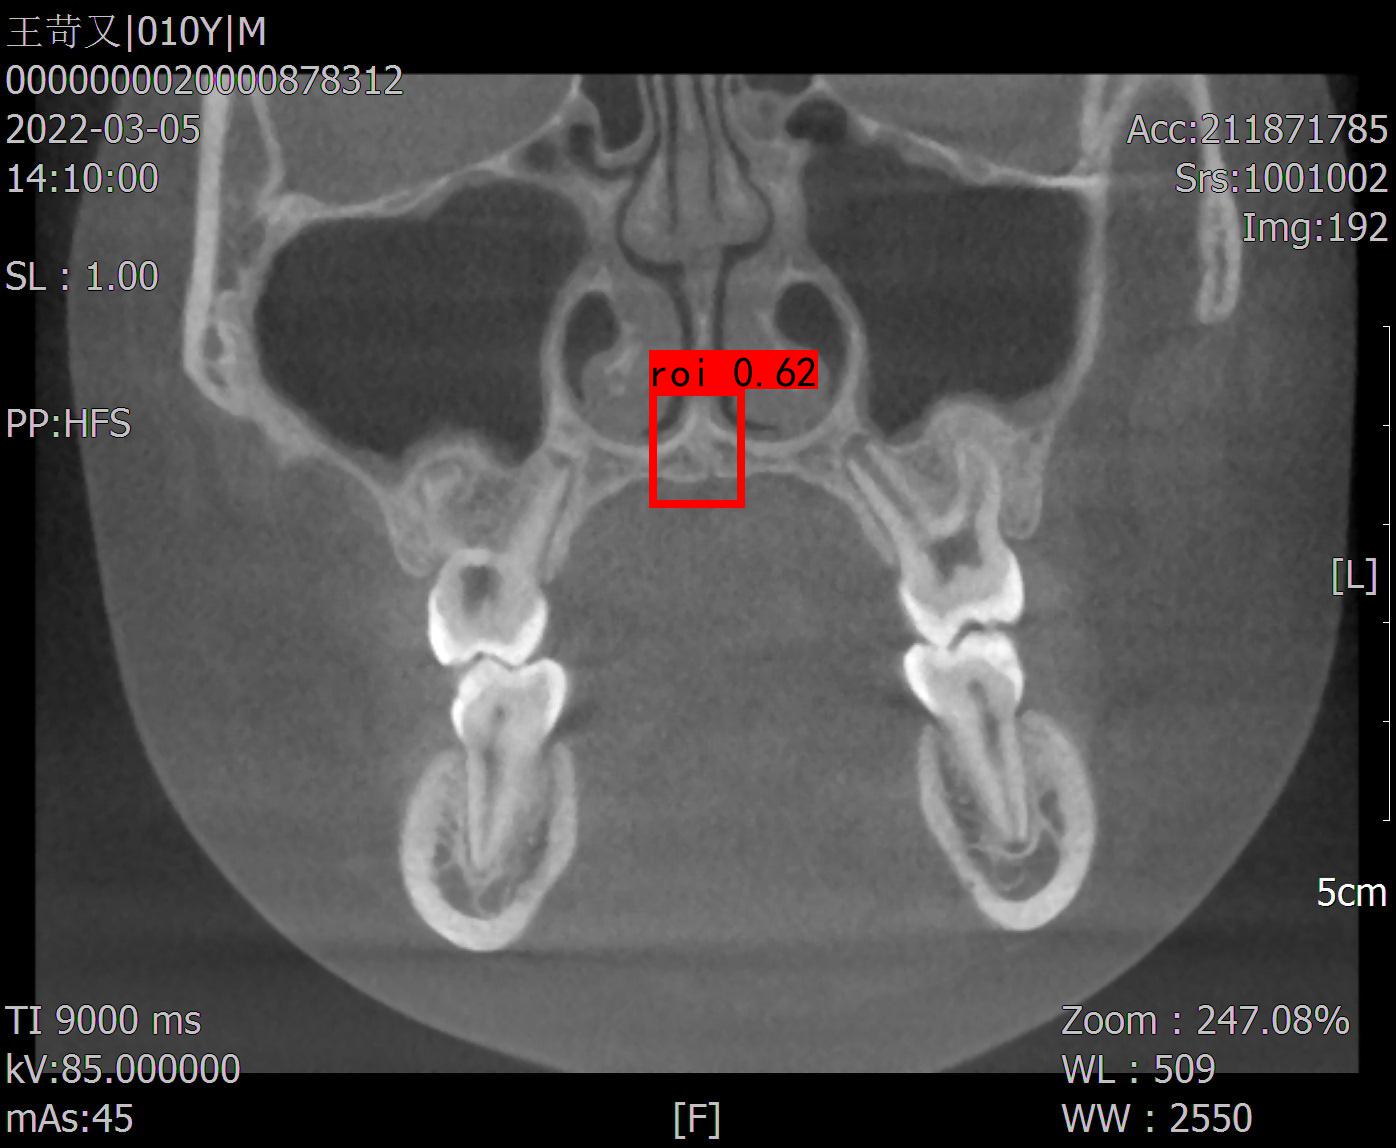 王苛又|010Y|M
0000000020000878312
2022-03-05
14:10:00
SL : 1.00
PP:HFS
Acc:211871785
Srs:1001002
Img:192
roi 0.62
[L]
5cm
TI 9000 ms
kV:85.000000
mAs:45
[F]
Zoom : 247.08%
WL : 509
WW : 2550